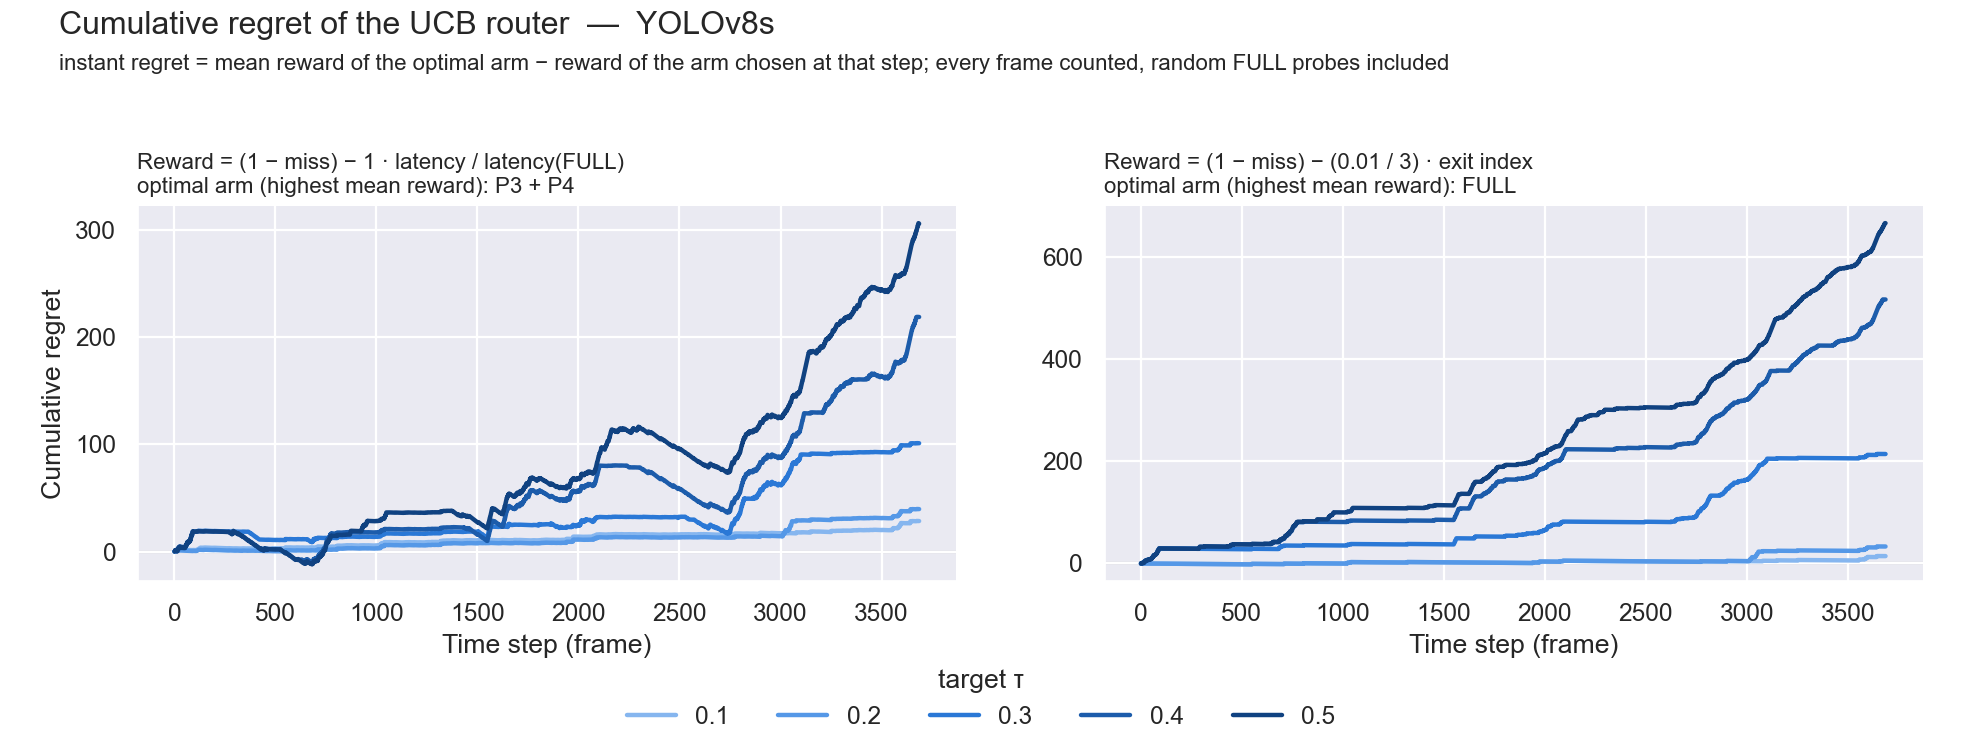 Cumulative regret of the UCB router — YOLOv8s
instant regret = mean reward of the optimal arm − reward of the arm chosen at that step; every frame counted, random FULL probes included
Reward = (1 − miss) − 1 · latency / latency(FULL)
optimal arm (highest mean reward): P3 + P4
Cumulative regret
300
200
100
0
0 500 1000 1500 2000 2500 3000 3500
Time step (frame)
Reward = (1 − miss) − (0.01 / 3) · exit index
optimal arm (highest mean reward): FULL
600
400
200
0
0 500 1000 1500 2000 2500 3000 3500
Time step (frame)
target τ
0.1 0.2 0.3 0.4 0.5